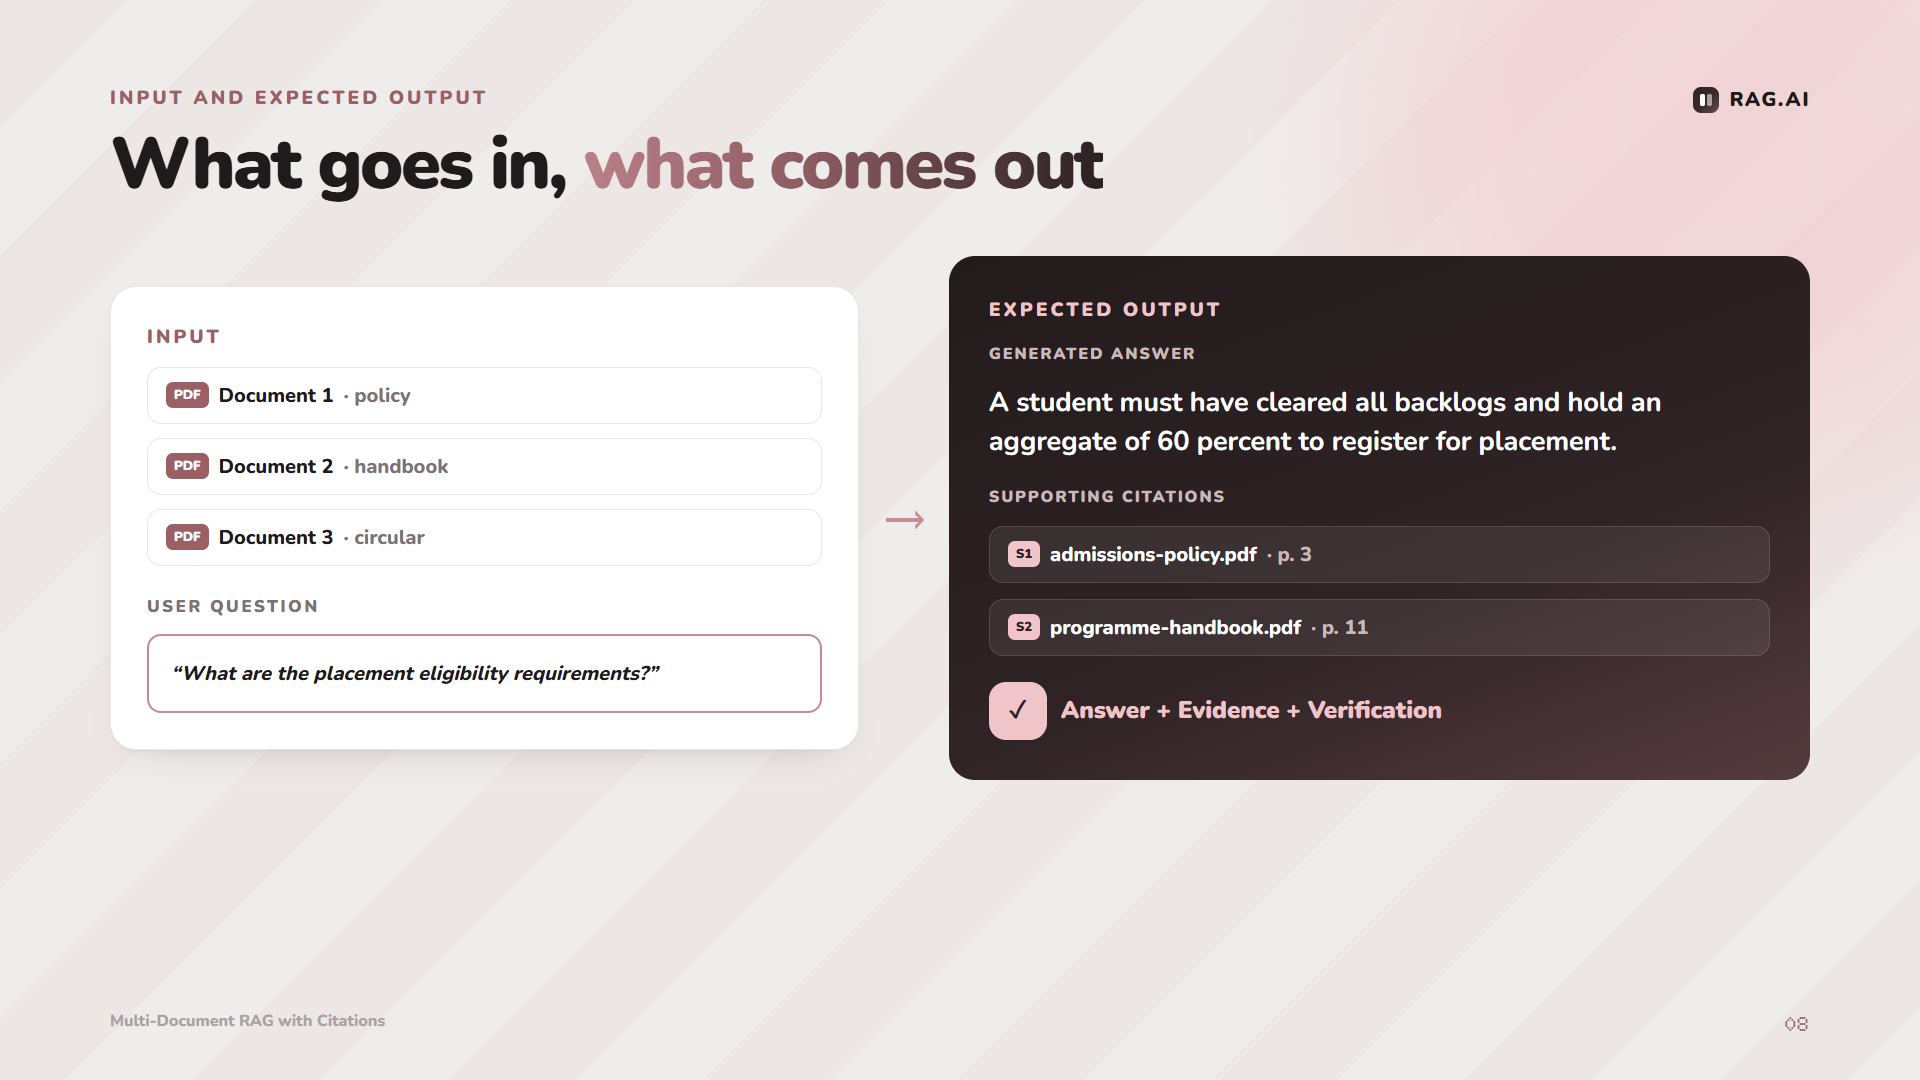 INPUT AND EXPECTED OUTPUT
RAG.AI
What goes in, what comes out
INPUT
PDF Document 1 · policy
PDF Document 2 · handbook
PDF Document 3 · circular
USER QUESTION
“What are the placement eligibility requirements?”
EXPECTED OUTPUT
GENERATED ANSWER
A student must have cleared all backlogs and hold an
aggregate of 60 percent to register for placement.
SUPPORTING CITATIONS
S1 admissions-policy.pdf · p. 3
S2 programme-handbook.pdf · p. 11
✓ Answer + Evidence + Verification
Multi-Document RAG with Citations
08